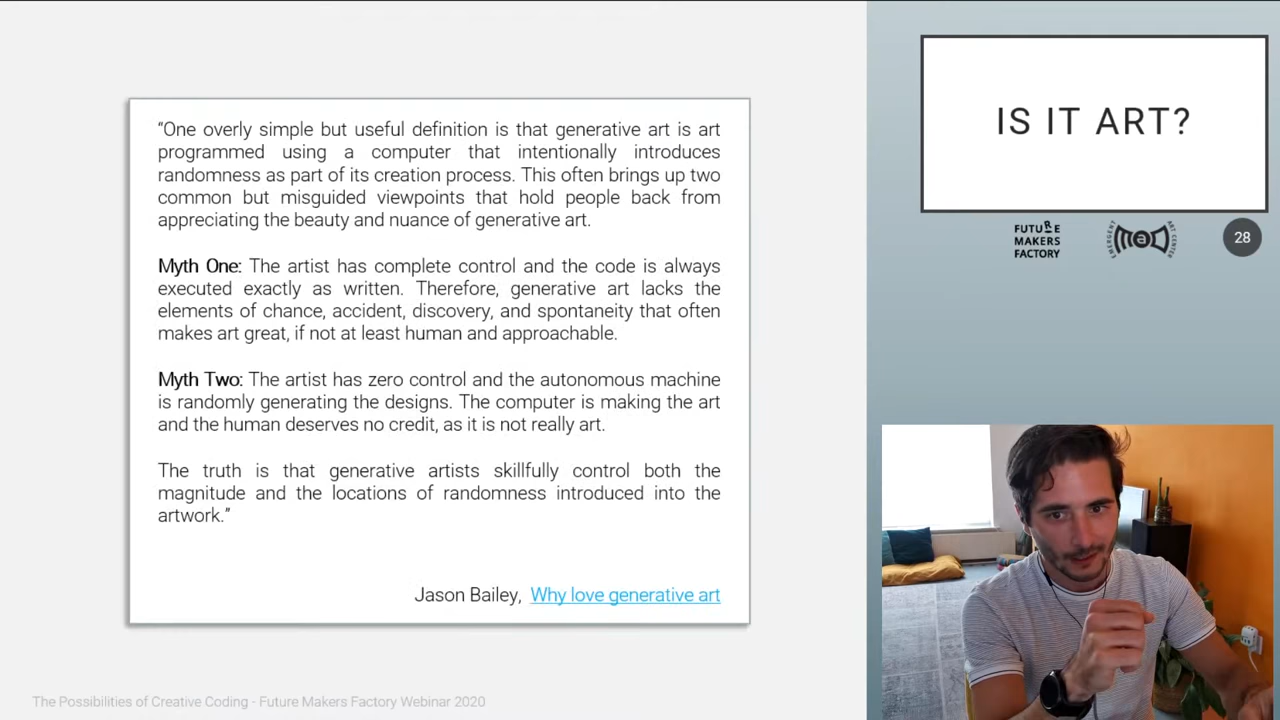 “One overly simple but useful definition is that generative art is art
programmed using a computer that intentionally introduces
randomness as part of its creation process. This often brings up two
common but misguided viewpoints that hold people back from
appreciating the beauty and nuance of generative art.
Myth One: The artist has complete control and the code is always
executed exactly as written. Therefore, generative art lacks the
elements of chance, accident, discovery, and spontaneity that often
makes art great, if not at least human and approachable.
Myth Two: The artist has zero control and the autonomous machine
is randomly generating the designs. The computer is making the art
and the human deserves no credit, as it is not really art.
The truth is that generative artists skillfully control both the
magnitude and the locations of randomness introduced into the
artwork.”
Jason Bailey, Why love generative art
The Possibilities of Creative Coding - Future Makers Factory Webinar 2020
IS IT ART?
FUTURE
MAKERS
FACTORY
EMERGENT
a
ART CENTER
28